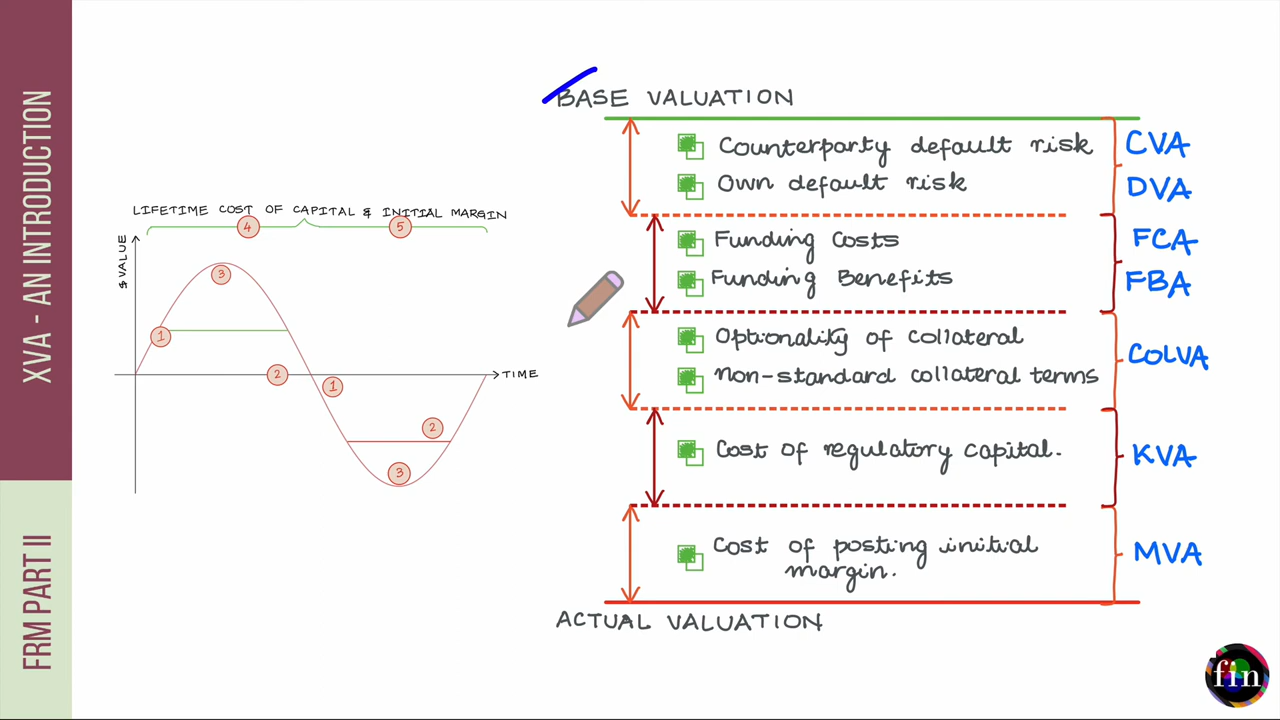 XVA - AN INTRODUCTION
FRM PART II
LIFETIME COST OF CAPITAL & INITIAL MARGIN
4
5
$ VALUE
3
1
2
TIME
1
2
3
BASE VALUATION
Counterparty default risk
CVA
Own default risk
DVA
Funding Costs
FCA
Funding Benefits
FBA
Optionality of collateral
COLVA
Non-standard collateral terms
Cost of regulatory capital.
KVA
Cost of posting initial
margin.
MVA
ACTUAL VALUATION
fin